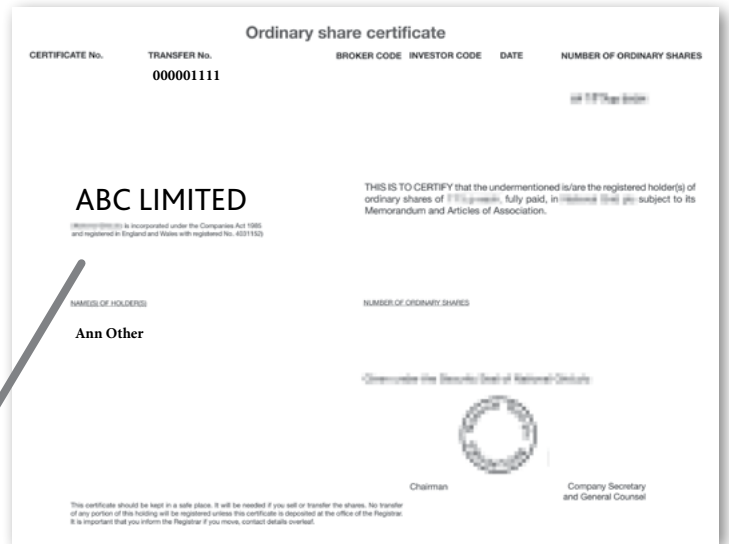 Ordinary share certificate
CERTIFICATE No. TRANSFER No. BROKER CODE INVESTOR CODE DATE NUMBER OF ORDINARY SHARES
000001111
ABC LIMITED
is incorporated under the Companies Act 1985
and registered in England and Wales with registered No. 4031152)
THIS IS TO CERTIFY that the undermentioned is/are the registered holder(s) of
ordinary shares of , fully paid, in subject to its
Memorandum and Articles of Association.
NAME(S) OF HOLDER(S)
NUMBER OF ORDINARY SHARES
Ann Other
Chairman
Company Secretary
and General Counsel
This certificate should be kept in a safe place. It will be needed if you sell or transfer the shares. No transfer
of any portion of this holding will be registered unless this certificate is deposited at the office of the Registrar.
It is important that you inform the Registrar if you move, contact details overleaf.